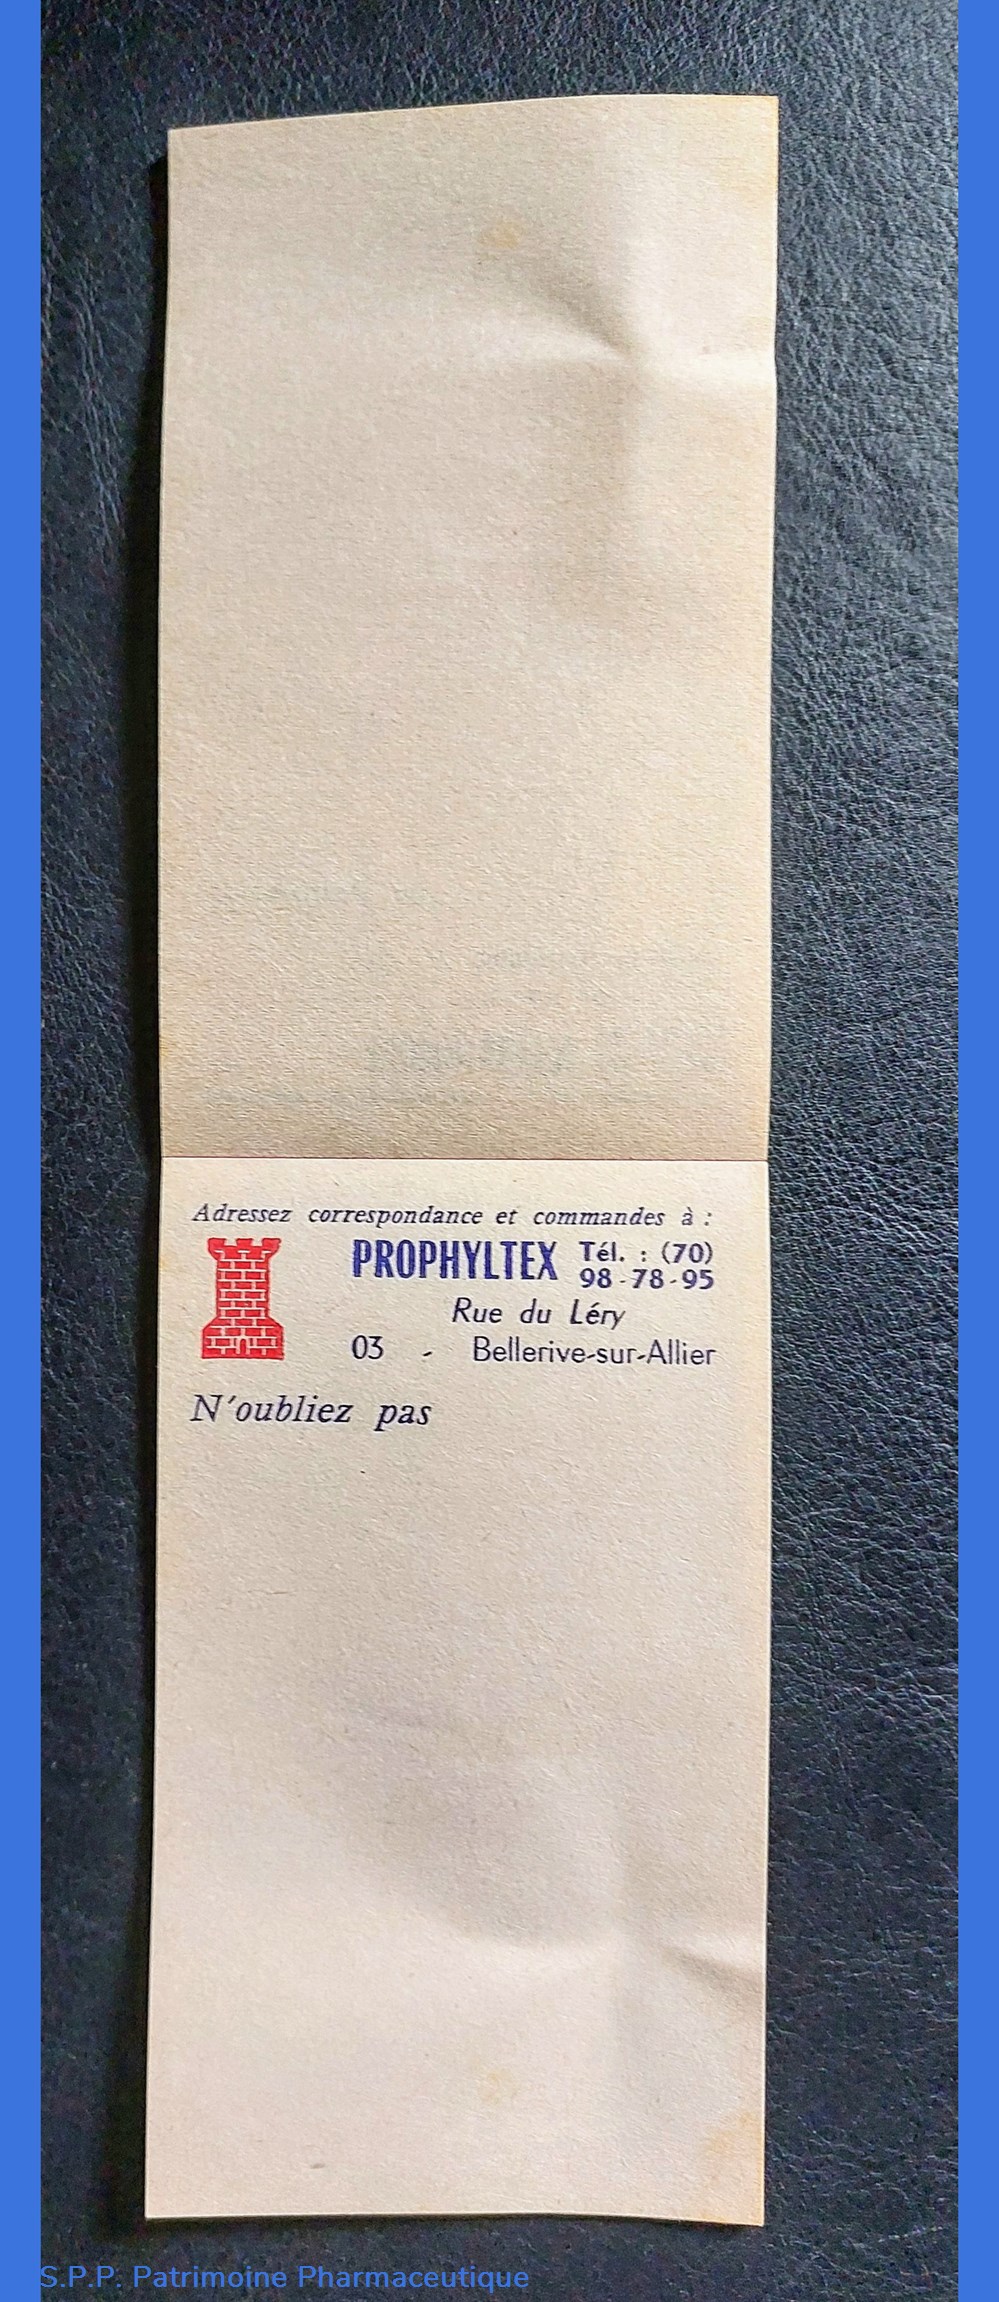 Adressez correspondance et commandes à :
PROPHYLTEX Tél. : (70)
98-78-95
Rue du Léry
03 - Bellerive-sur-Allier
N'oubliez pas
S.P.P. Patrimoine Pharmaceutique